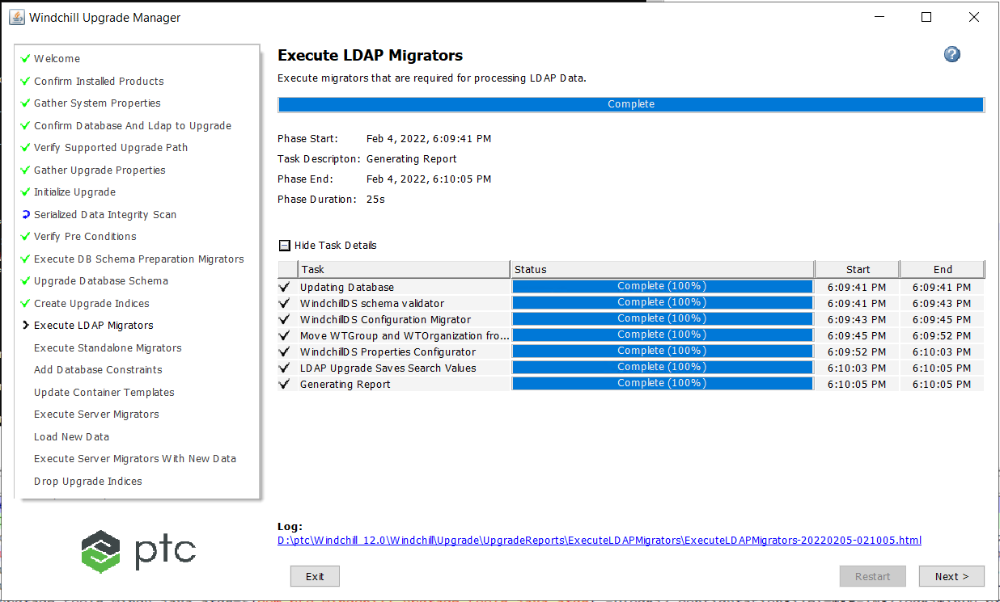 Windchill Upgrade Manager
Welcome
Confirm Installed Products
Gather System Properties
Confirm Database And Ldap to Upgrade
Verify Supported Upgrade Path
Gather Upgrade Properties
Initialize Upgrade
Serialized Data Integrity Scan
Verify Pre Conditions
Execute DB Schema Preparation Migrators
Upgrade Database Schema
Create Upgrade Indices
Execute LDAP Migrators
Execute Standalone Migrators
Add Database Constraints
Update Container Templates
Execute Server Migrators
Load New Data
Execute Server Migrators With New Data
Drop Upgrade Indices
ptc
Execute LDAP Migrators
Execute migrators that are required for processing LDAP Data.
Complete
Phase Start: Feb 4, 2022, 6:09:41 PM
Task Descripton: Generating Report
Phase End: Feb 4, 2022, 6:10:05 PM
Phase Duration: 25s
Hide Task Details
Task Status Start End
Updating Database Complete (100%) 6:09:41 PM 6:09:41 PM
WindchillDS schema validator Complete (100%) 6:09:41 PM 6:09:43 PM
WindchillDS Configuration Migrator Complete (100%) 6:09:43 PM 6:09:45 PM
Move WTGroup and WTOrganization fro... Complete (100%) 6:09:45 PM 6:09:52 PM
WindchillDS Properties Configurator Complete (100%) 6:09:52 PM 6:10:03 PM
LDAP Upgrade Saves Search Values Complete (100%) 6:10:03 PM 6:10:05 PM
Generating Report Complete (100%) 6:10:05 PM 6:10:05 PM
Log:
D:\ptc\Windchill_12.0\Windchill\Upgrade\UpgradeReports\ExecuteLDAPMigrators\ExecuteLDAPMigrators-20220205-021005.html
Exit Restart Next >